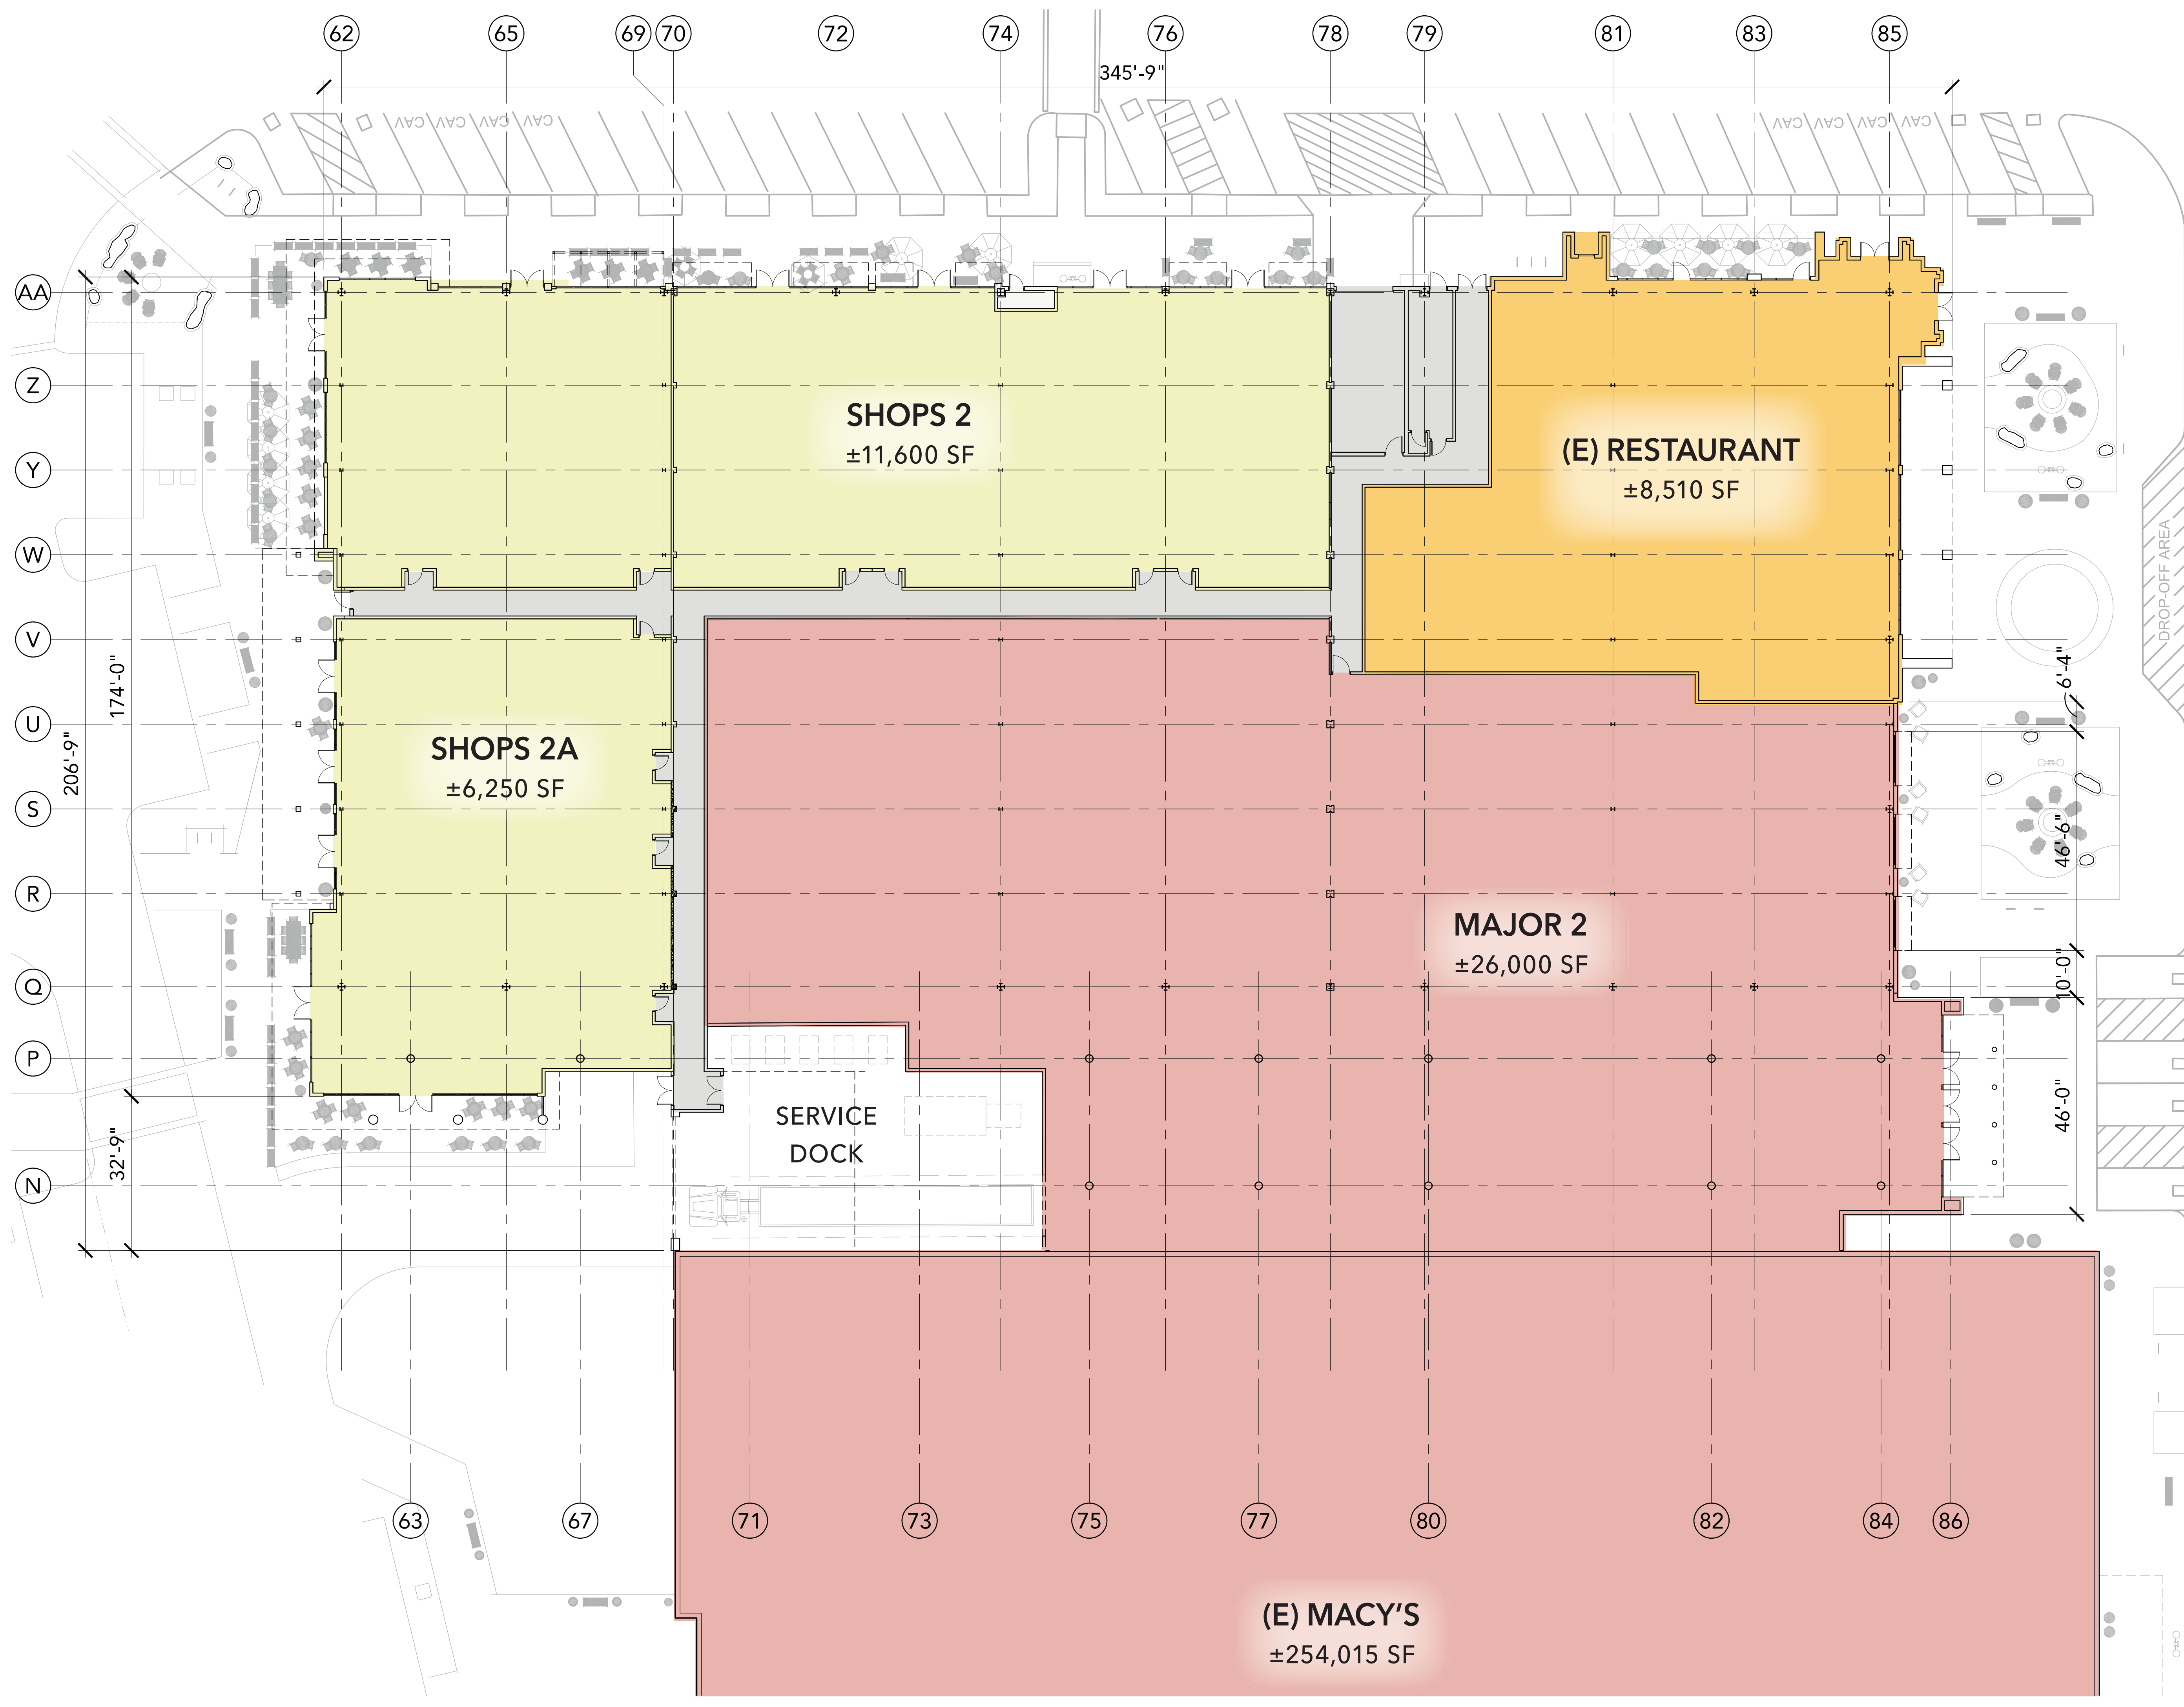 62 65 69 70 72 74 76 78 79 81 83 85
345'-9"
CAV CAV CAV CAV
CAV CAV CAV CAV
AA
Z
Y
W
V
U
S
R
Q
P
N
SHOPS 2
±11,600 SF
(E) RESTAURANT
±8,510 SF
DROP-OFF AREA
174'-0"
206'-9"
32'-9"
SHOPS 2A
±6,250 SF
6'-4"
46'-6"
10'-0"
46'-0"
MAJOR 2
±26,000 SF
SERVICE
DOCK
63 67 71 73 75 77 80 82 84 86
(E) MACY'S
±254,015 SF